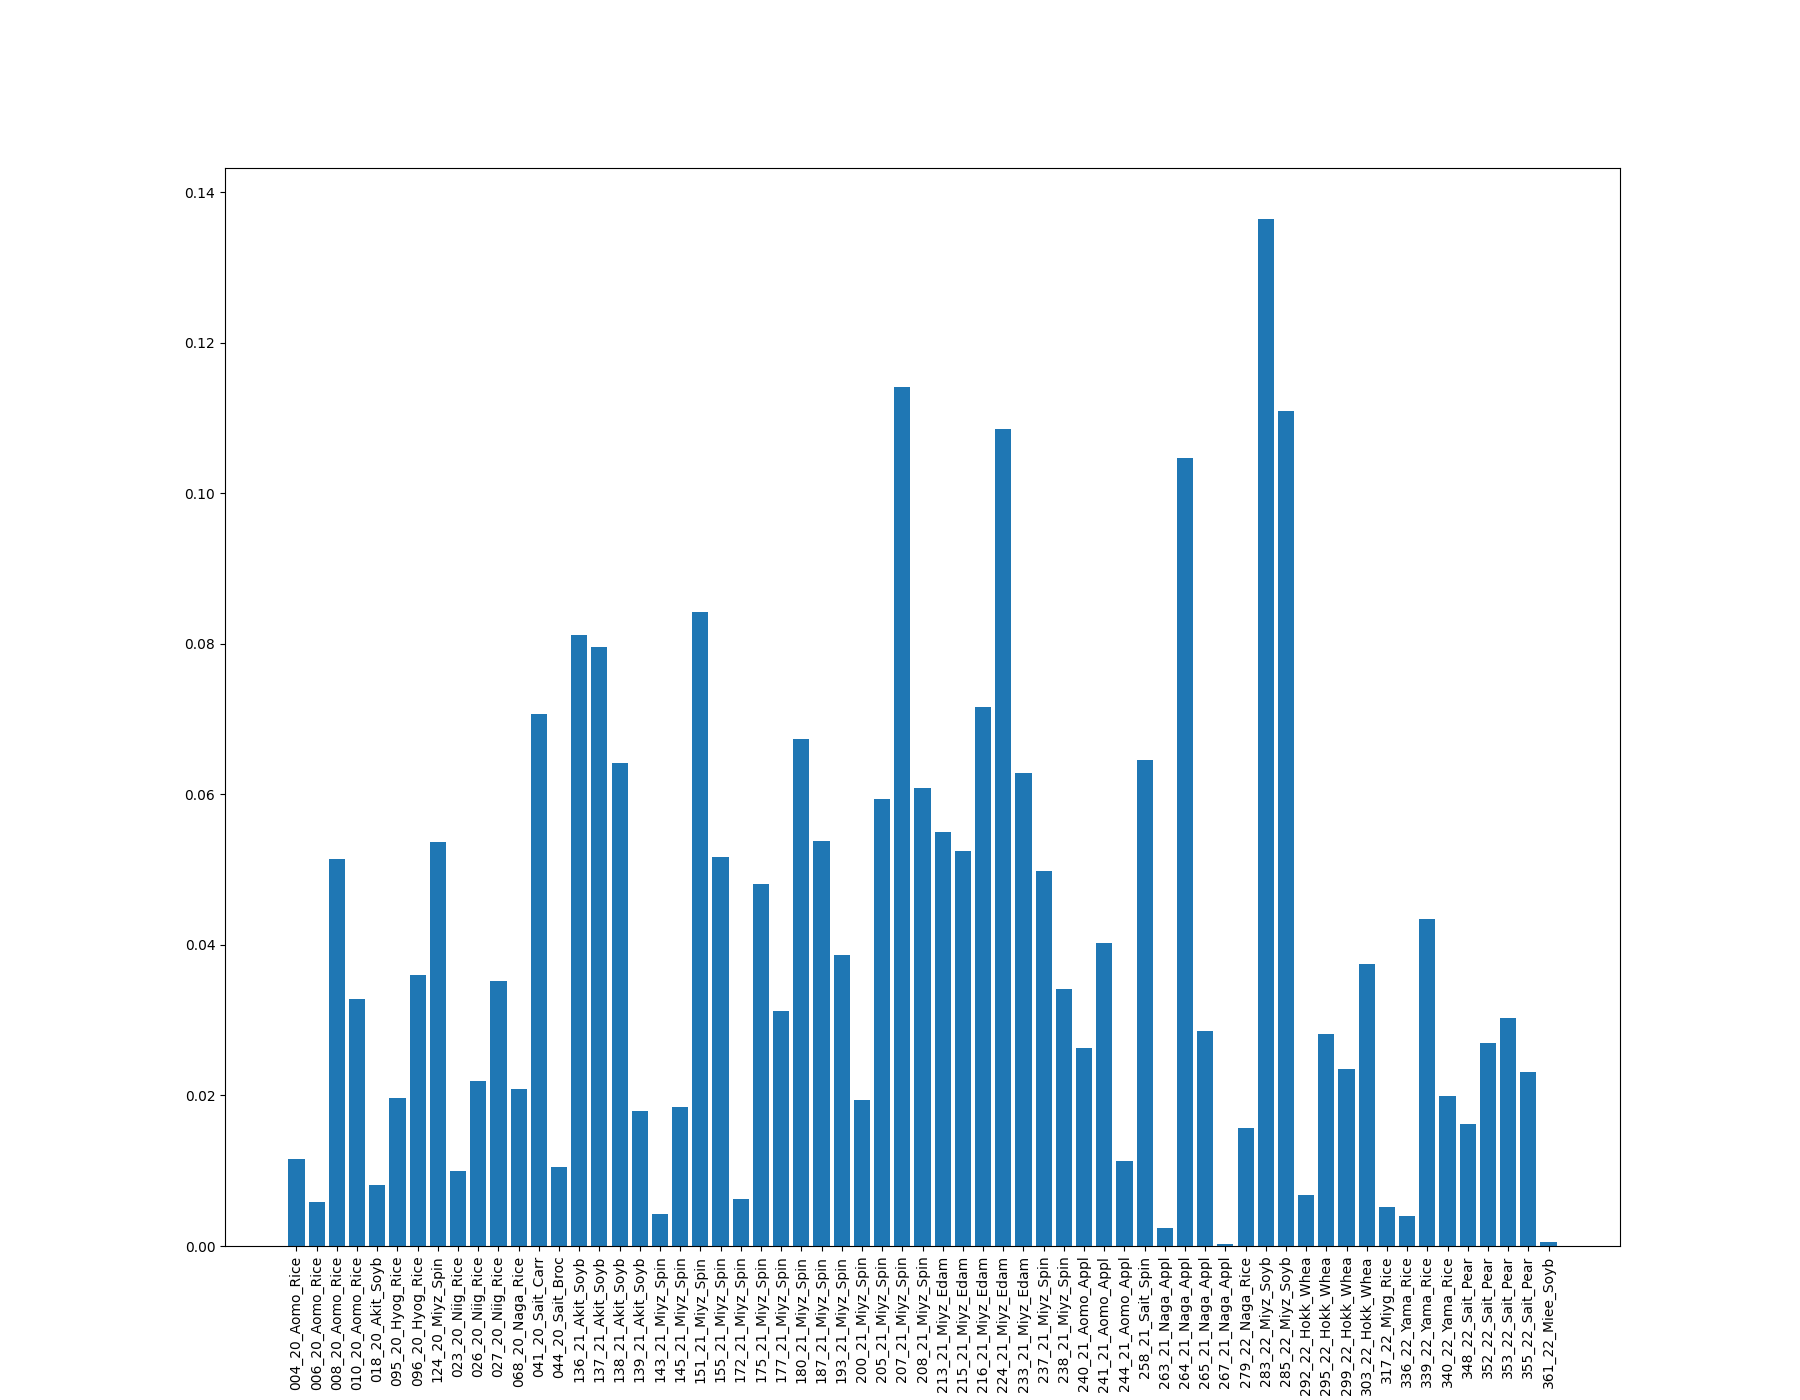 0.14
0.12
0.10
0.08
0.06
0.04
0.02
0.00
004_20_Aomo_Rice
006_20_Aomo_Rice
008_20_Aomo_Rice
010_20_Aomo_Rice
018_20_Akit_Soyb
095_20_Hyog_Rice
096_20_Hyog_Rice
124_20_Miyz_Spin
023_20_Niig_Rice
026_20_Niig_Rice
027_20_Niig_Rice
068_20_Naga_Rice
041_20_Sait_Carr
044_20_Sait_Broc
136_21_Akit_Soyb
137_21_Akit_Soyb
138_21_Akit_Soyb
139_21_Akit_Soyb
143_21_Miyz_Spin
145_21_Miyz_Spin
151_21_Miyz_Spin
155_21_Miyz_Spin
172_21_Miyz_Spin
175_21_Miyz_Spin
177_21_Miyz_Spin
180_21_Miyz_Spin
187_21_Miyz_Spin
193_21_Miyz_Spin
200_21_Miyz_Spin
205_21_Miyz_Spin
207_21_Miyz_Spin
208_21_Miyz_Spin
213_21_Miyz_Edam
215_21_Miyz_Edam
216_21_Miyz_Edam
224_21_Miyz_Edam
233_21_Miyz_Edam
237_21_Miyz_Spin
238_21_Miyz_Spin
240_21_Aomo_Appl
241_21_Aomo_Appl
244_21_Aomo_Appl
258_21_Sait_Spin
263_21_Naga_Appl
264_21_Naga_Appl
265_21_Naga_Appl
267_21_Naga_Appl
279_22_Naga_Rice
283_22_Miyz_Soyb
285_22_Miyz_Soyb
292_22_Hokk_Whea
295_22_Hokk_Whea
299_22_Hokk_Whea
303_22_Hokk_Whea
317_22_Miyg_Rice
336_22_Yama_Rice
339_22_Yama_Rice
340_22_Yama_Rice
348_22_Sait_Pear
352_22_Sait_Pear
353_22_Sait_Pear
355_22_Sait_Pear
361_22_Miee_Soyb